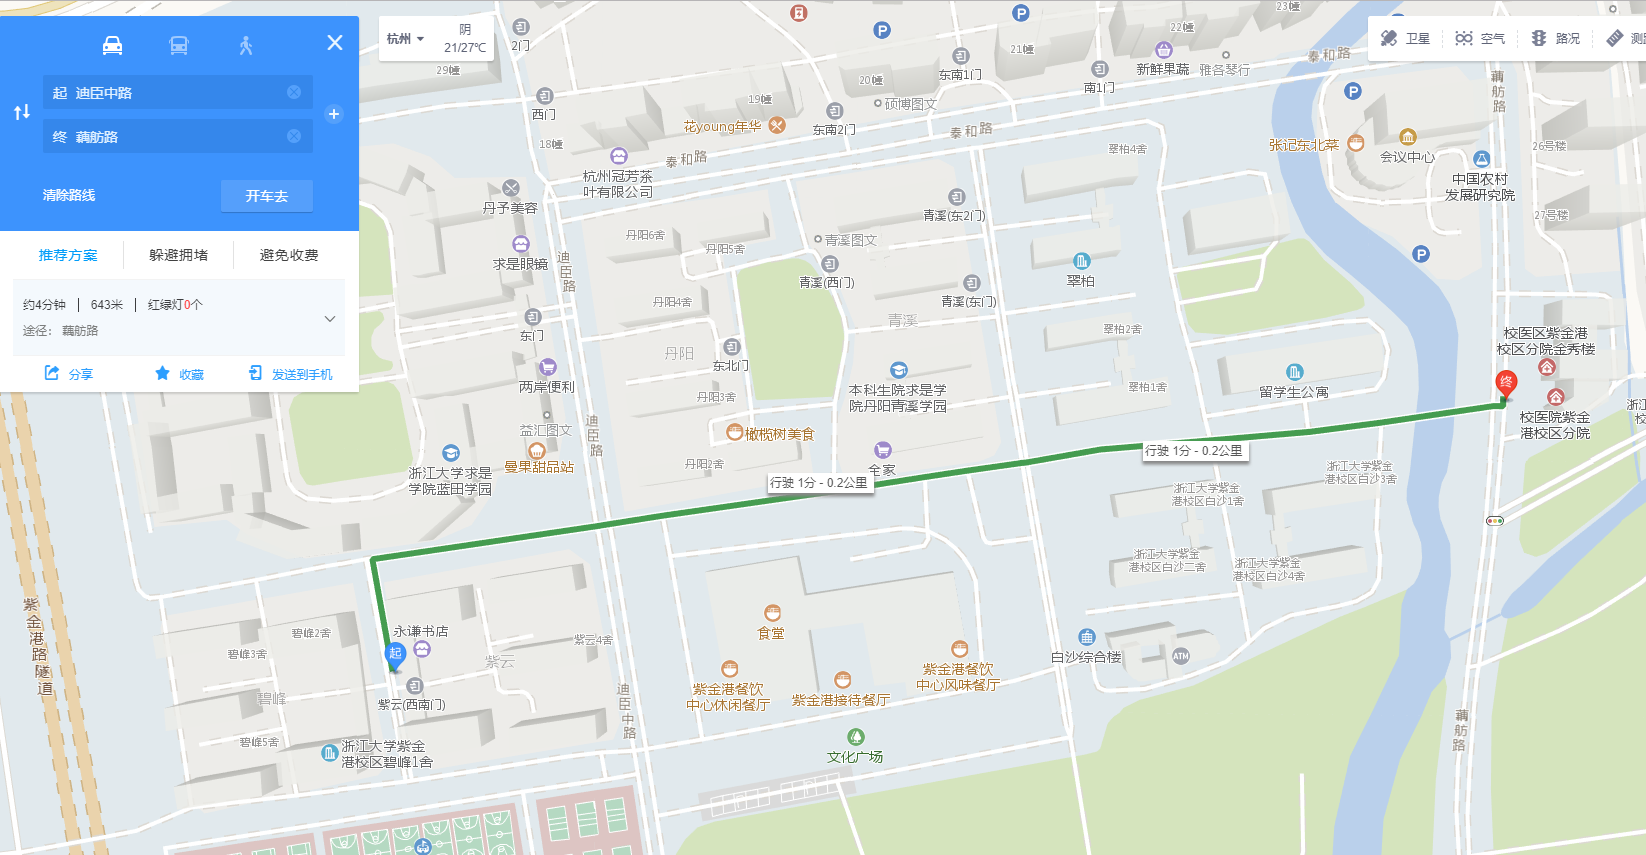 起 迪臣中路
终 藕舫路
清除路线
开车去
推荐方案
躲避拥堵
避免收费
约4分钟 | 643米 | 红绿灯0个
途径： 藕舫路
分享
收藏
发送到手机
杭州
阴
21/27℃
卫星
空气
路况
2门
29幢
西门
18幢
19幢
20幢
21幢
22幢
23幢
东南1门
南1门
新鲜果蔬
雅各琴行
泰和路
硕博图文
花young年华
东南2门
泰和路
泰和路
杭州冠芳茶
叶有限公司
丹子美容
求是眼镜
迪臣中路
东门
两岸便利
益汇图文
曼果甜品站
迪臣中路
浙江大学求是
学院蓝田学园
丹阳6舍
丹阳5舍
丹阳4舍
丹阳
东北门
丹阳3舍
橄榄树美食
丹阳2舍
青溪图文
青溪(西门)
青溪(东2门)
青溪(东门)
青溪
本科生院求是学
院丹阳青溪学园
全家
翠柏4舍
翠柏
翠柏2舍
翠柏1舍
留学生公寓
张记东北菜
会议中心
中国农村
发展研究院
藕舫路
26号楼
27号楼
校医区紫金港
校区分院金秀楼
终
校医院紫金
港校区分院
浙江
校
行驶 1分 - 0.2公里
行驶 1分 - 0.2公里
浙江大学紫金
港校区白沙3舍
浙江大学紫金
港校区白沙1舍
浙江大学紫金
港校区白沙二舍
浙江大学紫金
港校区白沙4舍
白沙综合楼
ATM
藕舫路
紫金港路隧道
碧峰2舍
碧峰3舍
碧峰
碧峰5舍
浙江大学紫金
港校区碧峰1舍
永谦书店
起
紫云
紫云4舍
紫云(西南门)
迪臣中路
食堂
紫金港餐饮
中心休闲餐厅
紫金港接待餐厅
紫金港餐饮
中心风味餐厅
文化广场
P
P
P
P